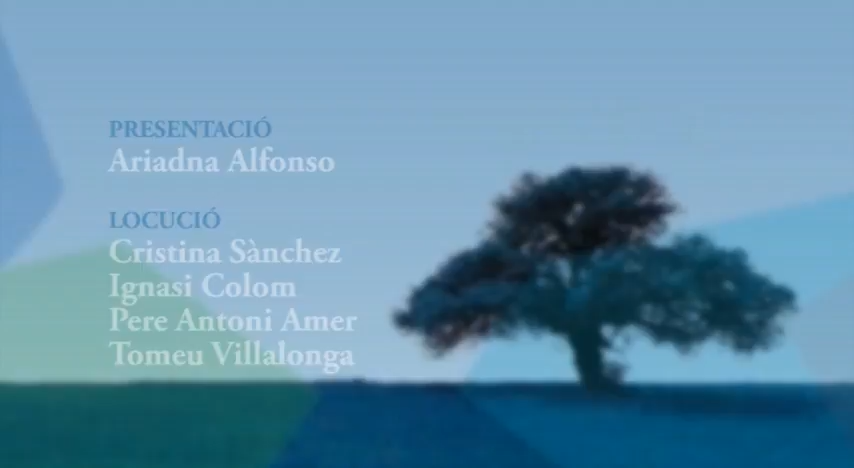 PRESENTACIÓ
Ariadna Alfonso
LOCUCIÓ
Cristina Sànchez
Ignasi Colom
Pere Antoni Amer
Tomeu Villalonga